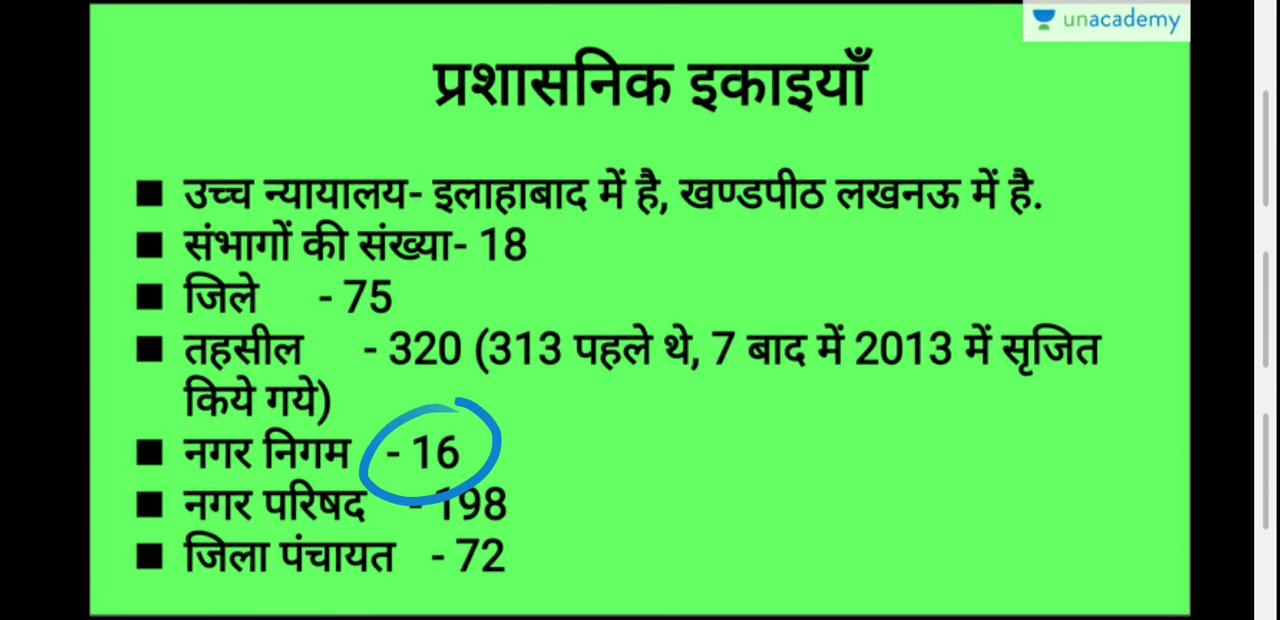 unacademy
प्रशासनिक इकाइयाँ
■ उच्च न्यायालय- इलाहाबाद में है, खण्डपीठ लखनऊ में है.
■ संभागों की संख्या- 18
■ जिले - 75
■ तहसील - 320 (313 पहले थे, 7 बाद में 2013 में सृजित
किये गये)
■ नगर निगम - 16
■ नगर परिषद - 198
■ जिला पंचायत - 72